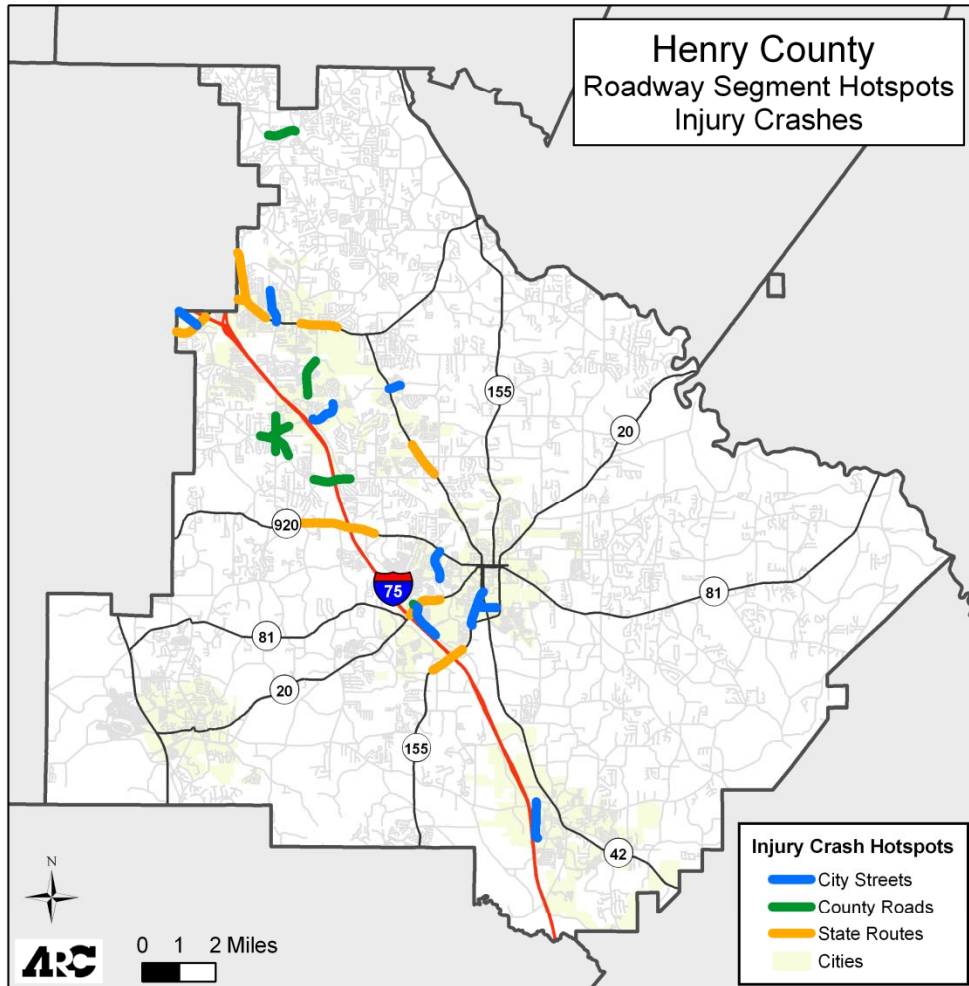 Henry County
Roadway Segment Hotspots
Injury Crashes
155
20
920
75
81
81
20
155
42
N
ARC
0 1 2 Miles
Injury Crash Hotspots
City Streets
County Roads
State Routes
Cities